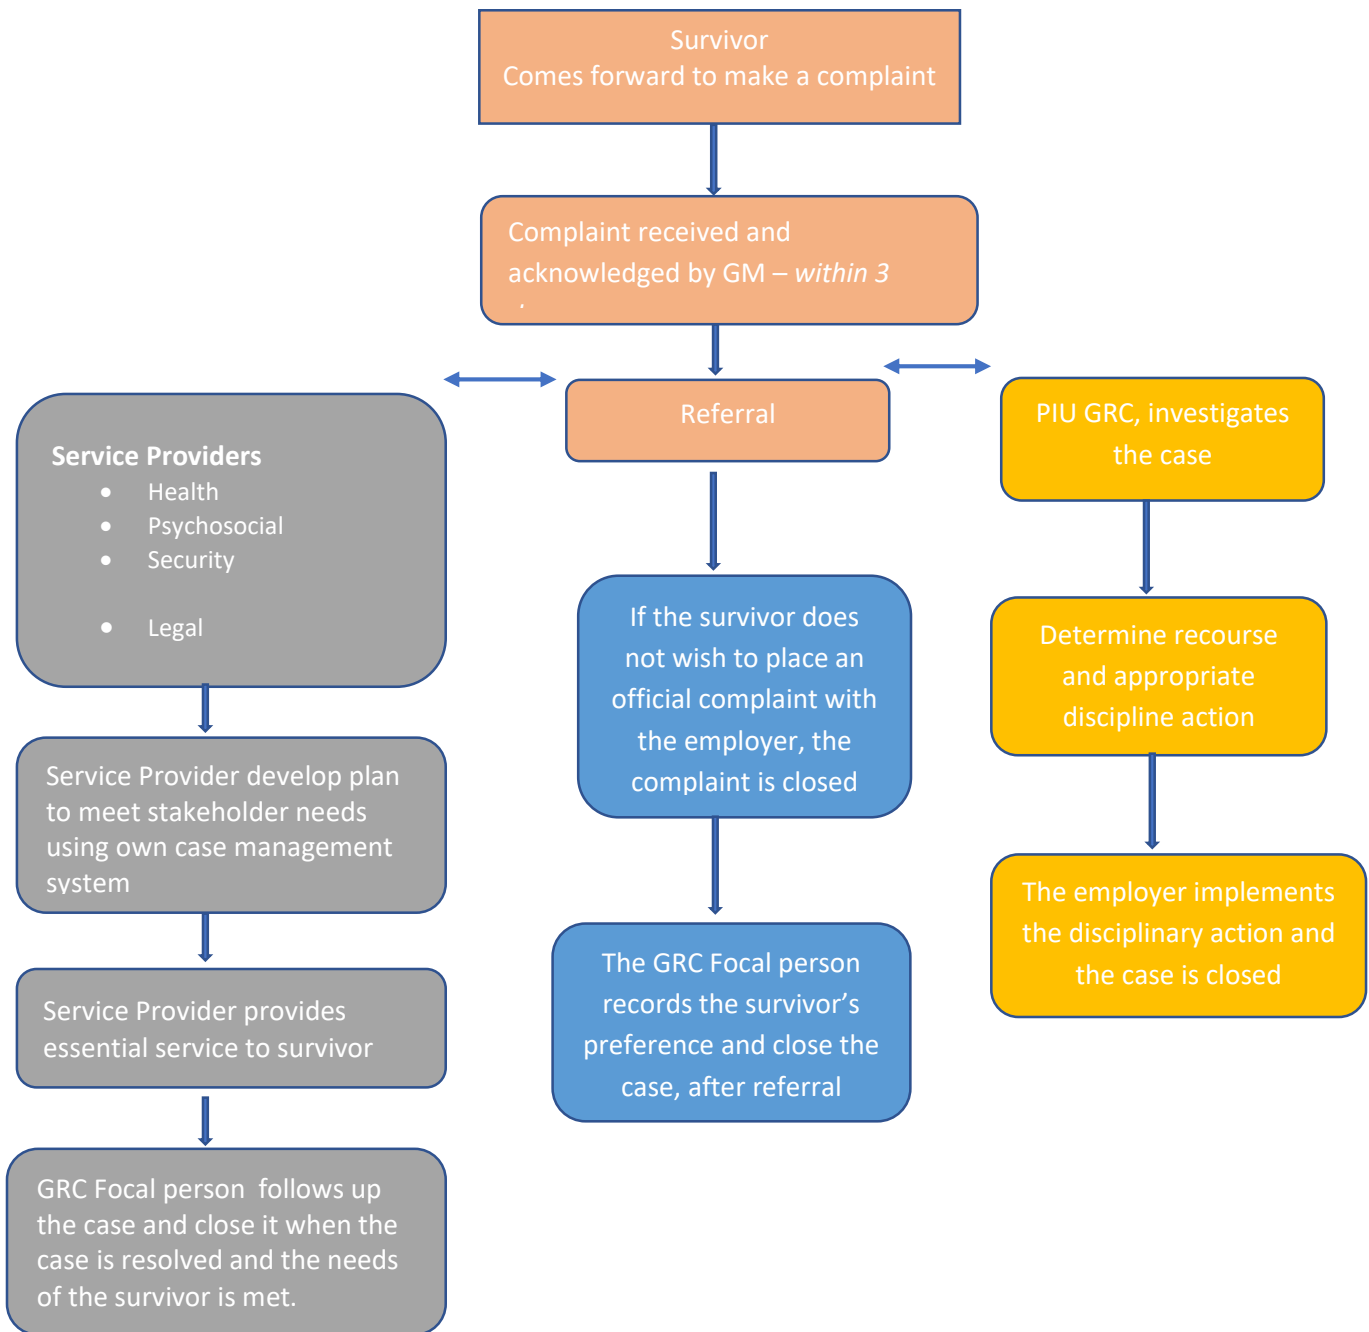 Survivor
Comes forward to make a complaint
Complaint received and
acknowledged by GM – within 3
Referral
Service Providers
• Health
• Psychosocial
• Security
• Legal
PIU GRC, investigates
the case
If the survivor does
not wish to place an
official complaint with
the employer, the
complaint is closed
Determine recourse
and appropriate
discipline action
Service Provider develop plan
to meet stakeholder needs
using own case management
system
The employer implements
the disciplinary action and
the case is closed
The GRC Focal person
records the survivor’s
preference and close the
case, after referral
Service Provider provides
essential service to survivor
GRC Focal person  follows up
the case and close it when the
case is resolved and the needs
of the survivor is met.